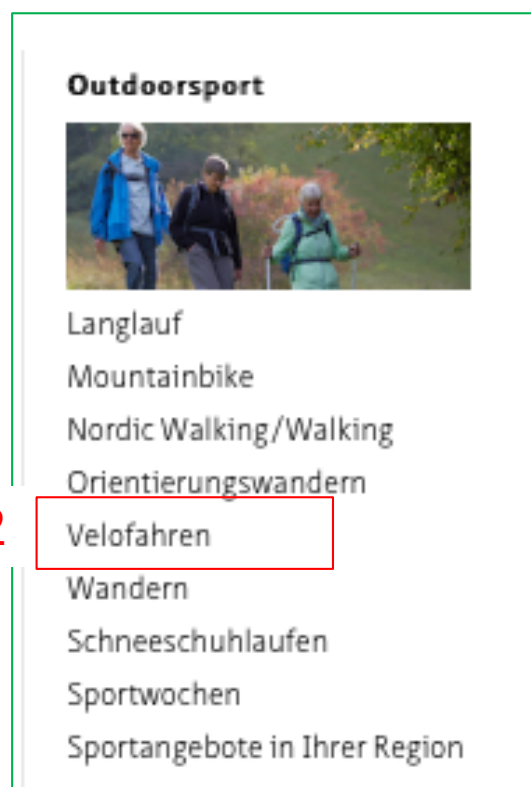 Outdoorsport
Langlauf
Mountainbike
Nordic Walking/Walking
Orientierungswandern
Velofahren
Wandern
Schneeschuhlaufen
Sportwochen
Sportangebote in Ihrer Region